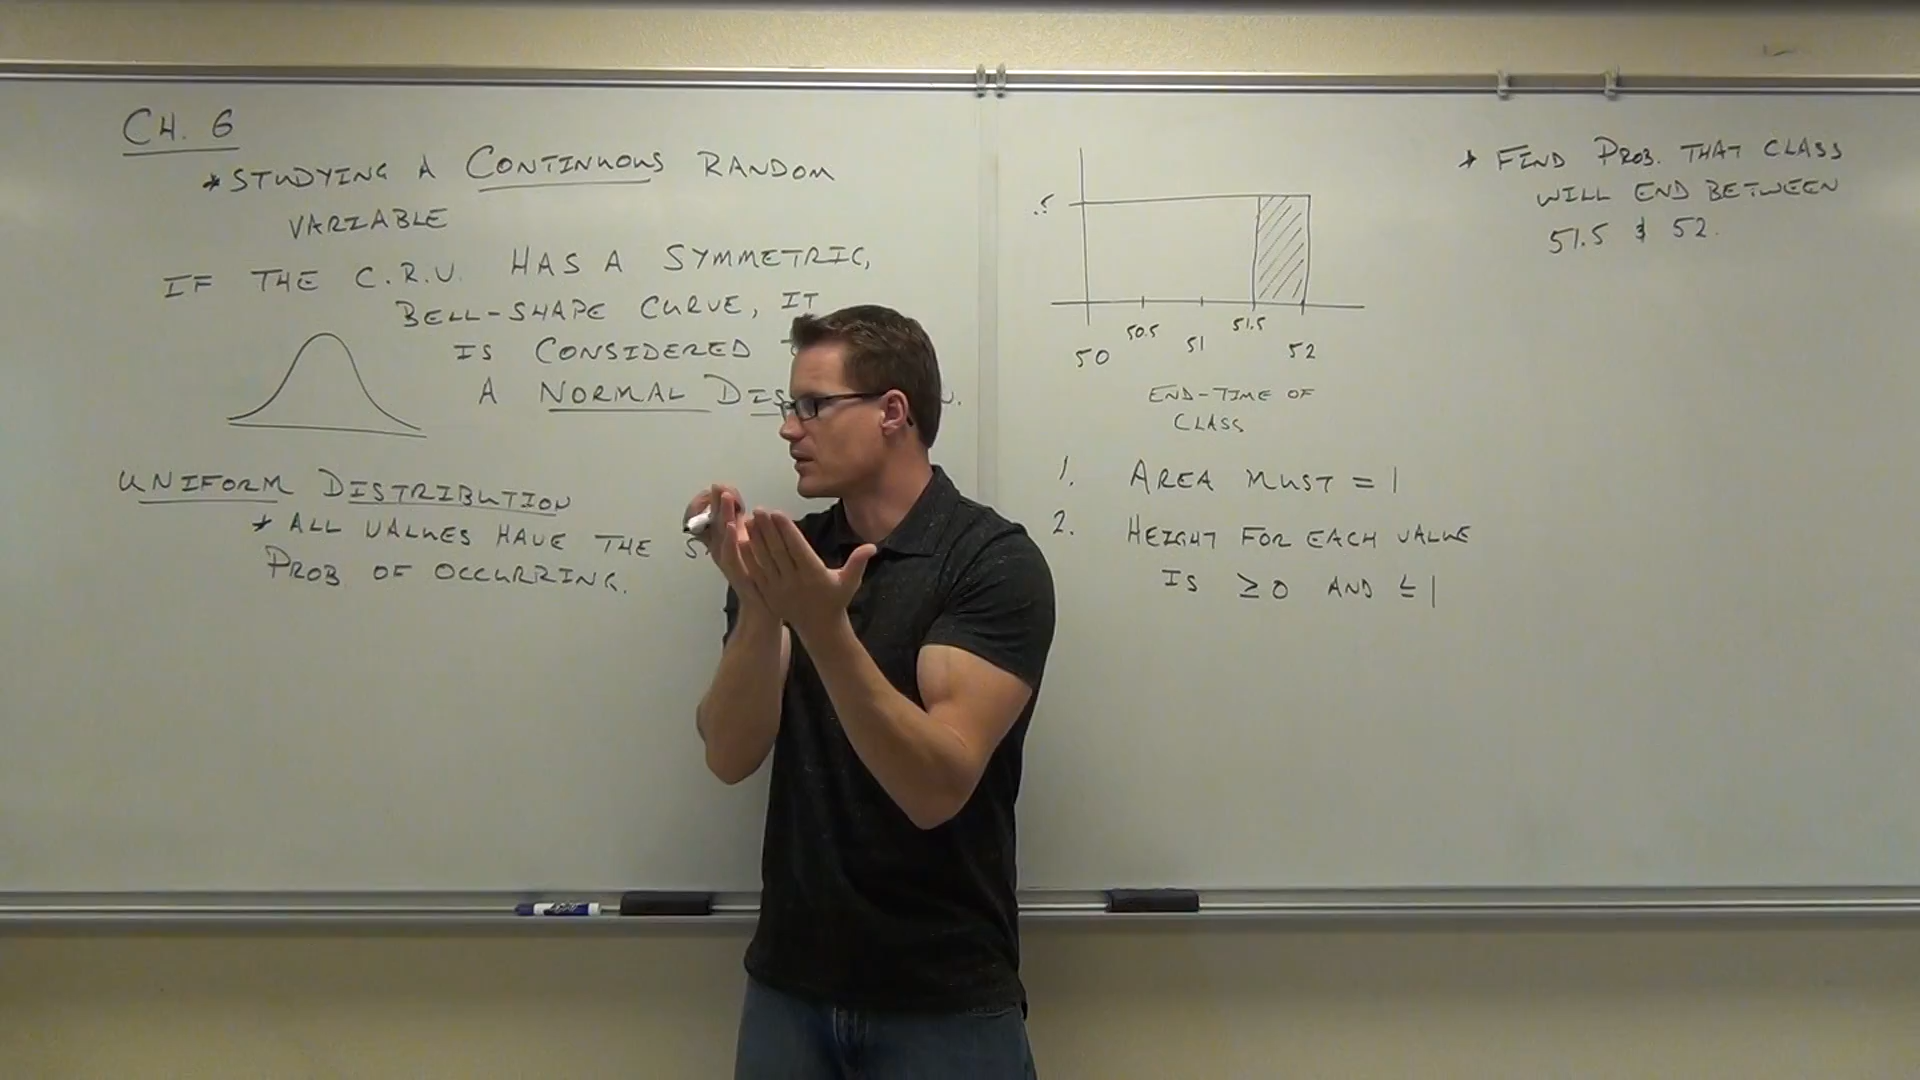 CH. 6
* STUDYING A CONTINUOUS RANDOM
VARIABLE
IF THE C.R.V. HAS A SYMMETRIC,
BELL-SHAPE CURVE, IT
IS CONSIDERED
A NORMAL DIS
UNIFORM DISTRIBUTION
* ALL VALUES HAVE THE
PROB. OF OCCURRING.
.5
50 50.5 51 51.5 52
END-TIME OF
CLASS
1. AREA MUST = 1
2. HEIGHT FOR EACH VALUE
IS ≥ 0 AND ≤ 1
* FIND PROB. THAT CLASS
WILL END BETWEEN
51.5 & 52.